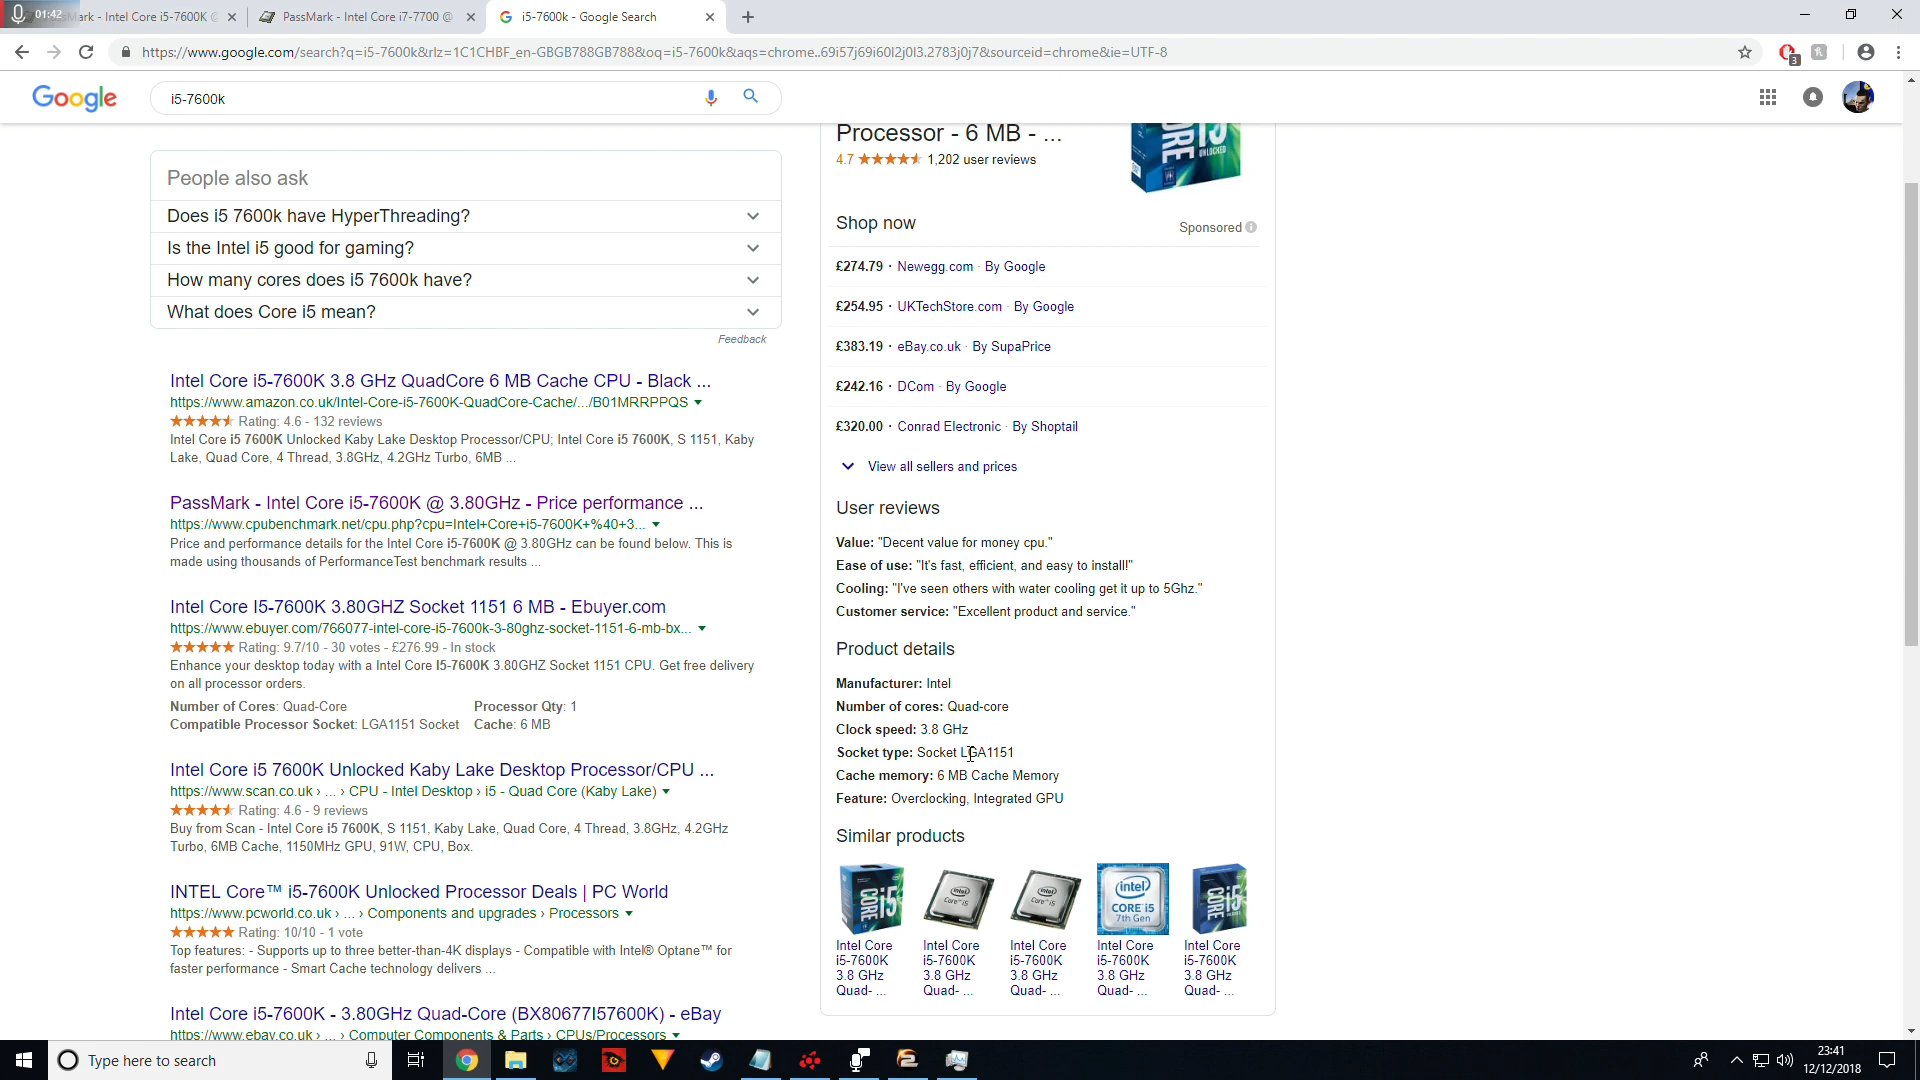 01:42
ark - Intel Core i5-7600K @
PassMark - Intel Core i7-7700 @
i5-7600k - Google Search
https://www.google.com/search?q=i5-7600k&rlz=1C1CHBF_en-GBGB788GB788&oq=i5-7600k&aqs=chrome..69i57j69i60l2j0l3.2783j0j7&sourceid=chrome&ie=UTF-8
3
Google
i5-7600k
Processor - 6 MB - ...
4.7 1,202 user reviews
CORE i5
UNLOCKED
People also ask
Does i5 7600k have HyperThreading?
Is the Intel i5 good for gaming?
How many cores does i5 7600k have?
What does Core i5 mean?
Feedback
Intel Core i5-7600K 3.8 GHz QuadCore 6 MB Cache CPU - Black ...
https://www.amazon.co.uk/Intel-Core-i5-7600K-QuadCore-Cache/.../B01MRRPPQS
Rating: 4.6 - 132 reviews
Intel Core i5 7600K Unlocked Kaby Lake Desktop Processor/CPU; Intel Core i5 7600K, S 1151, Kaby
Lake, Quad Core, 4 Thread, 3.8GHz, 4.2GHz Turbo, 6MB ...
PassMark - Intel Core i5-7600K @ 3.80GHz - Price performance ...
https://www.cpubenchmark.net/cpu.php?cpu=Intel+Core+i5-7600K+%40+3...
Price and performance details for the Intel Core i5-7600K @ 3.80GHz can be found below. This is
made using thousands of PerformanceTest benchmark results ...
Intel Core I5-7600K 3.80GHZ Socket 1151 6 MB - Ebuyer.com
https://www.ebuyer.com/766077-intel-core-i5-7600k-3-80ghz-socket-1151-6-mb-bx...
Rating: 9.7/10 - 30 votes - £276.99 - In stock
Enhance your desktop today with a Intel Core I5-7600K 3.80GHZ Socket 1151 CPU. Get free delivery
on all processor orders.
Number of Cores: Quad-Core Processor Qty: 1
Compatible Processor Socket: LGA1151 Socket Cache: 6 MB
Intel Core i5 7600K Unlocked Kaby Lake Desktop Processor/CPU ...
https://www.scan.co.uk › ... › CPU - Intel Desktop › i5 - Quad Core (Kaby Lake)
Rating: 4.6 - 9 reviews
Buy from Scan - Intel Core i5 7600K, S 1151, Kaby Lake, Quad Core, 4 Thread, 3.8GHz, 4.2GHz
Turbo, 6MB Cache, 1150MHz GPU, 91W, CPU, Box.
INTEL Core™ i5-7600K Unlocked Processor Deals | PC World
https://www.pcworld.co.uk › ... › Components and upgrades › Processors
Rating: 10/10 - 1 vote
Top features: - Supports up to three better-than-4K displays - Compatible with Intel® Optane™ for
faster performance - Smart Cache technology delivers ...
Intel Core i5-7600K - 3.80GHz Quad-Core (BX80677I57600K) - eBay
https://www.ebay.co.uk › ... › Computer Components & Parts › CPUs/Processors
Shop now
Sponsored
£274.79 · Newegg.com · By Google
£254.95 · UKTechStore.com · By Google
£383.19 · eBay.co.uk · By SupaPrice
£242.16 · DCom · By Google
£320.00 · Conrad Electronic · By Shoptail
View all sellers and prices
User reviews
Value: "Decent value for money cpu."
Ease of use: "It's fast, efficient, and easy to install!"
Cooling: "I've seen others with water cooling get it up to 5Ghz."
Customer service: "Excellent product and service."
Product details
Manufacturer: Intel
Number of cores: Quad-core
Clock speed: 3.8 GHz
Socket type: Socket LGA1151
Cache memory: 6 MB Cache Memory
Feature: Overclocking, Integrated GPU
Similar products
CORE i5
intel
Core i5
intel
Core i5
intel
CORE i5
7th Gen
CORE i5
Intel Core
i5-7600K
3.8 GHz
Quad- ...
Intel Core
i5-7600K
3.8 GHz
Quad- ...
Intel Core
i5-7600K
3.8 GHz
Quad- ...
Intel Core
i5-7600K
3.8 GHz
Quad- ...
Intel Core
i5-7600K
3.8 GHz
Quad- ...
Type here to search
23:41
12/12/2018